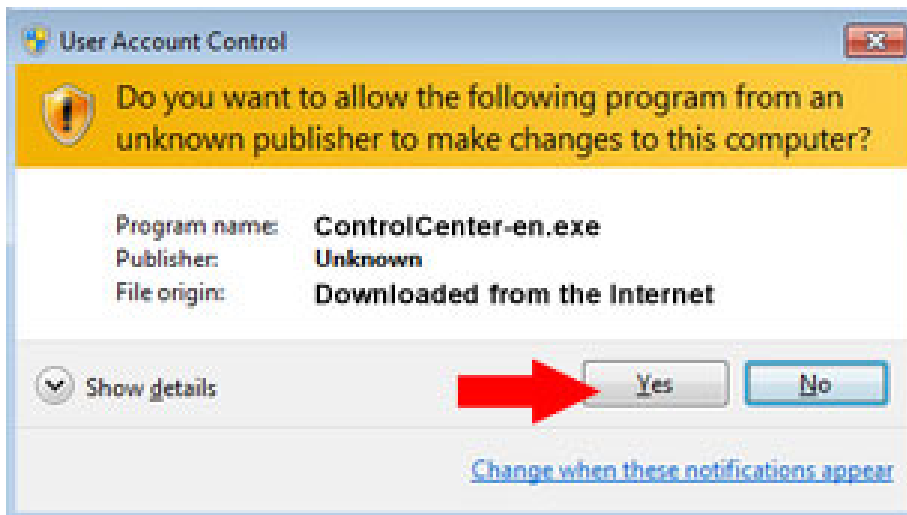 User Account Control
Do you want to allow the following program from an
unknown publisher to make changes to this computer?
Program name: ControlCenter-en.exe
Publisher: Unknown
File origin: Downloaded from the Internet
Show details
Yes No
Change when these notifications appear